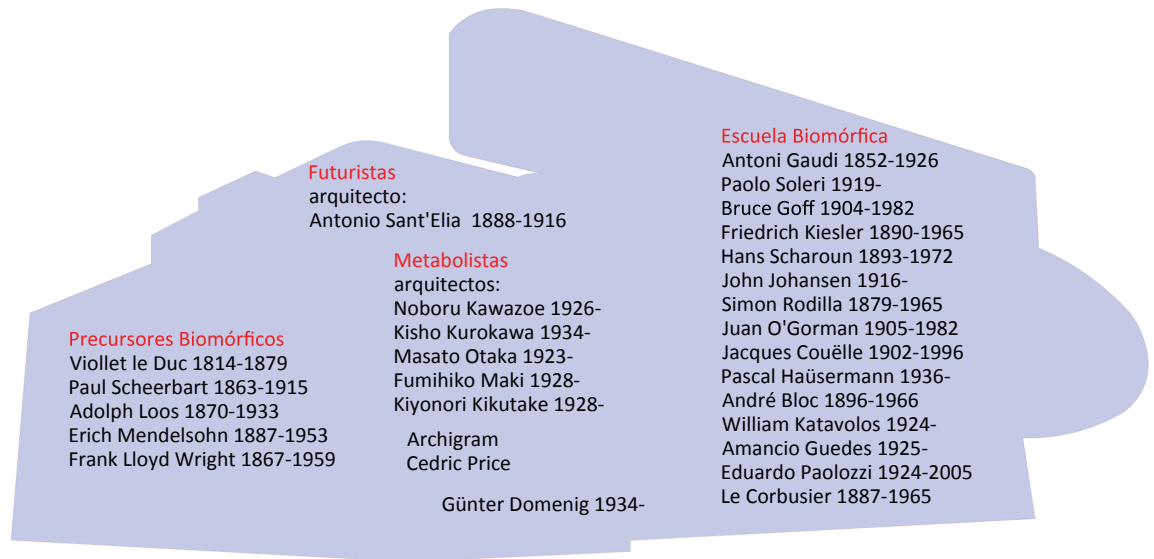 Futuristas
arquitecto:
Antonio Sant'Elia 1888-1916
Precursores Biomórficos
Viollet le Duc 1814-1879
Paul Scheerbart 1863-1915
Adolph Loos 1870-1933
Erich Mendelsohn 1887-1953
Frank Lloyd Wright 1867-1959
Metabolistas
arquitectos:
Noboru Kawazoe 1926-
Kisho Kurokawa 1934-
Masato Otaka 1923-
Fumihiko Maki 1928-
Kiyonori Kikutake 1928-
Archigram
Cedric Price
Günter Domenig 1934-
Escuela Biomórfica
Antoni Gaudi 1852-1926
Paolo Soleri 1919-
Bruce Goff 1904-1982
Friedrich Kiesler 1890-1965
Hans Scharoun 1893-1972
John Johansen 1916-
Simon Rodilla 1879-1965
Juan O'Gorman 1905-1982
Jacques Couëlle 1902-1996
Pascal Haüsermann 1936-
André Bloc 1896-1966
William Katavolos 1924-
Amancio Guedes 1925-
Eduardo Paolozzi 1924-2005
Le Corbusier 1887-1965